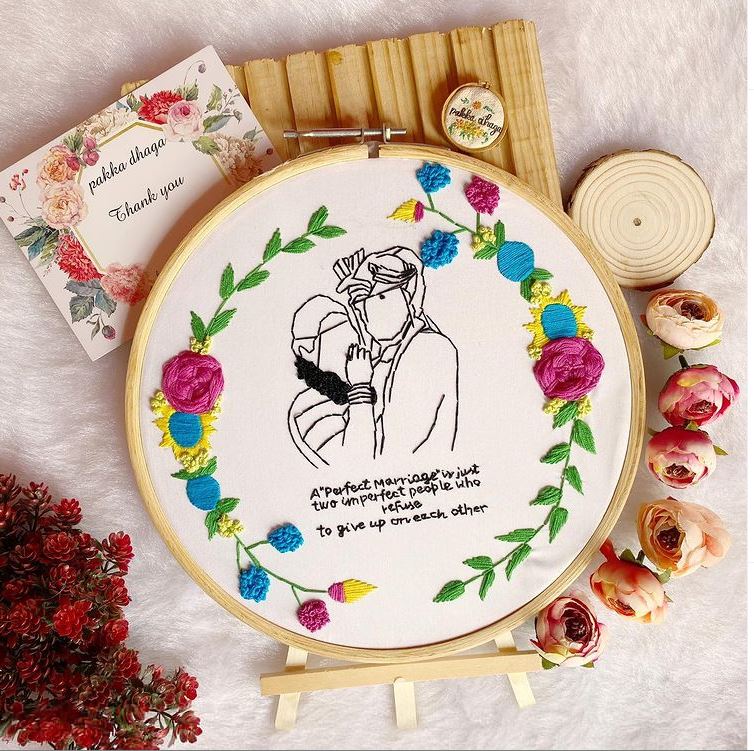 pakka dhaga
Thank you
pakka dhaga
A "Perfect Marriage" is just
two imperfect people who
refuse
to give up on each other